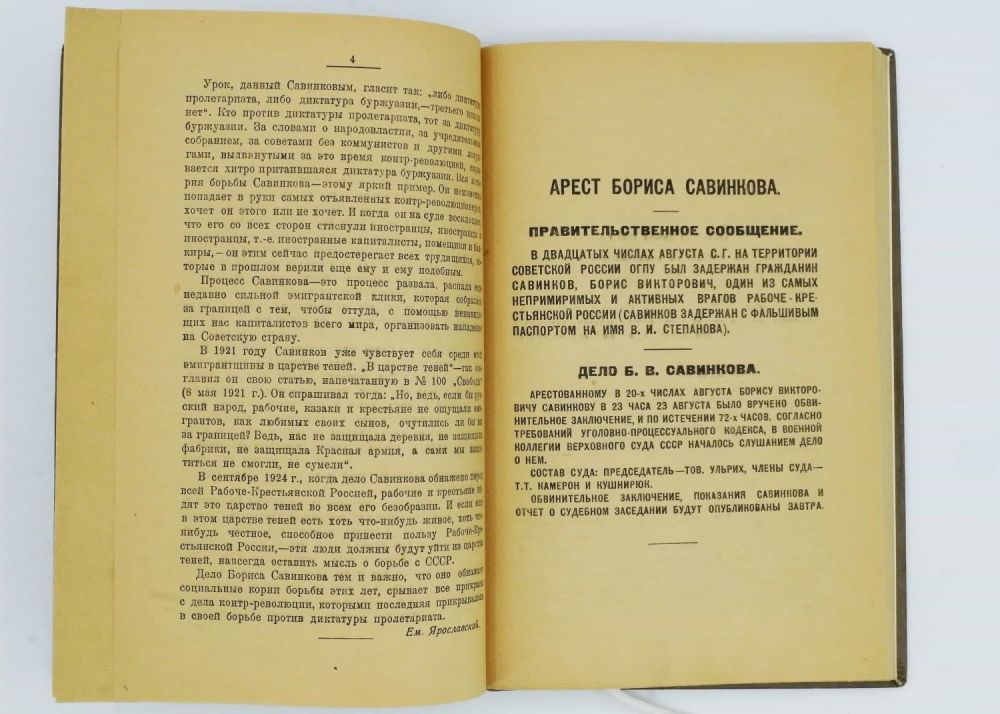 4
Урок, данный Савинковым, гласит так: „либо диктатура
пролетариата, либо диктатура буржуазии,—третьего
нет“. Кто против диктатуры пролетариата, тот за диктатуру
буржуазии. За словами о народовластии, за учредительным
собранием, за советами без коммунистов и другими
гами, вылвинутыми за это время контр-революцией,
вается хитро притаившаяся диктатура буржуазии. Вся
рия борьбы Савинкова—этому яркий пример. Он неизменно
попадает в руки самых отъявленных контр-революционеров,
хочет он этого или не хочет. И когда он на суде восклицает,
что его со всех сторон стиснули иностранцы, иностранцы и
иностранцы, т.-е. иностранные капиталисты, помещики и бан-
киры,—он этим сейчас предостерегает всех трудящихся,
торые в прошлом верили еще ему и ему подобным.
Процесс Савинкова—это процесс развала, распада
недавно сильной эмигрантской клики, которая собралась
за границей с тем, чтобы оттуда, с помощью ненавидя-
щих нас капиталистов всего мира, организовать нападение
на Советскую страну.
В 1921 году Савинков уже чувствует себя среди всей
эмигрантщины в царстве теней. „В царстве теней“—так
главил он свою статью, напечатанную в № 100 „Свобода“
(8 мая 1921 г.). Он спрашивал тогда: „Но, ведь, если бы рус-
ский народ, рабочие, казаки и крестьяне не ощущали эми-
грантов, как любимых своих сынов, очутились ли бы мы
за границей? Ведь, нас не защищала деревня, не защищали
фабрики, не защищала Красная армия, а сами мы защи-
титься не смогли, не сумели“.
В сентябре 1924 г., когда дело Савинкова обнажено перед
всей Рабоче-Крестьянской Россией, рабочие и крестьяне ви-
дят это царство теней во всем его безобразии. И если
в этом царстве теней есть хоть что-нибудь живое, хоть что-
нибудь честное, способное принести пользу Рабоче-Кре-
стьянской России,—эти люди должны будут уйти из царства
теней, навсегда оставить мысль о борьбе с СССР.
Дело Бориса Савинкова тем и важно, что оно обнажает
социальные корни борьбы этих лет, срывает все прикрасы
с дела контр-революции, которыми последняя прикрывалась
в своей борьбе против диктатуры пролетариата.
Ем. Ярославский.
АРЕСТ БОРИСА САВИНКОВА.
ПРАВИТЕЛЬСТВЕННОЕ СООБЩЕНИЕ.
В ДВАДЦАТЫХ ЧИСЛАХ АВГУСТА С.Г. НА ТЕРРИТОРИИ
СОВЕТСКОЙ РОССИИ ОГПУ БЫЛ ЗАДЕРЖАН ГРАЖДАНИН
САВИНКОВ, БОРИС ВИКТОРОВИЧ, ОДИН ИЗ САМЫХ
НЕПРИМИРИМЫХ И АКТИВНЫХ ВРАГОВ РАБОЧЕ-КРЕ-
СТЬЯНСКОЙ РОССИИ (САВИНКОВ ЗАДЕРЖАН С ФАЛЬШИВЫМ
ПАСПОРТОМ НА ИМЯ В. И. СТЕПАНОВА).
ДЕЛО Б. В. САВИНКОВА.
АРЕСТОВАННОМУ В 20-х ЧИСЛАХ АВГУСТА БОРИСУ ВИКТОРО-
ВИЧУ САВИНКОВУ В 23 ЧАСА 23 АВГУСТА БЫЛО ВРУЧЕНО ОБВИ-
НИТЕЛЬНОЕ ЗАКЛЮЧЕНИЕ, И ПО ИСТЕЧЕНИИ 72-х ЧАСОВ, СОГЛАСНО
ТРЕБОВАНИЙ УГОЛОВНО-ПРОЦЕССУАЛЬНОГО КОДЕКСА, В ВОЕННОЙ
КОЛЛЕГИИ ВЕРХОВНОГО СУДА СССР НАЧАЛОСЬ СЛУШАНИЕМ ДЕЛО
О НЕМ.
СОСТАВ СУДА: ПРЕДСЕДАТЕЛЬ—ТОВ. УЛЬРИХ, ЧЛЕНЫ СУДА—
Т.Т. КАМЕРОН И КУШНИРЮК.
ОБВИНИТЕЛЬНОЕ ЗАКЛЮЧЕНИЕ, ПОКАЗАНИЯ САВИНКОВА И
ОТЧЕТ О СУДЕБНОМ ЗАСЕДАНИИ БУДУТ ОПУБЛИКОВАНЫ ЗАВТРА.